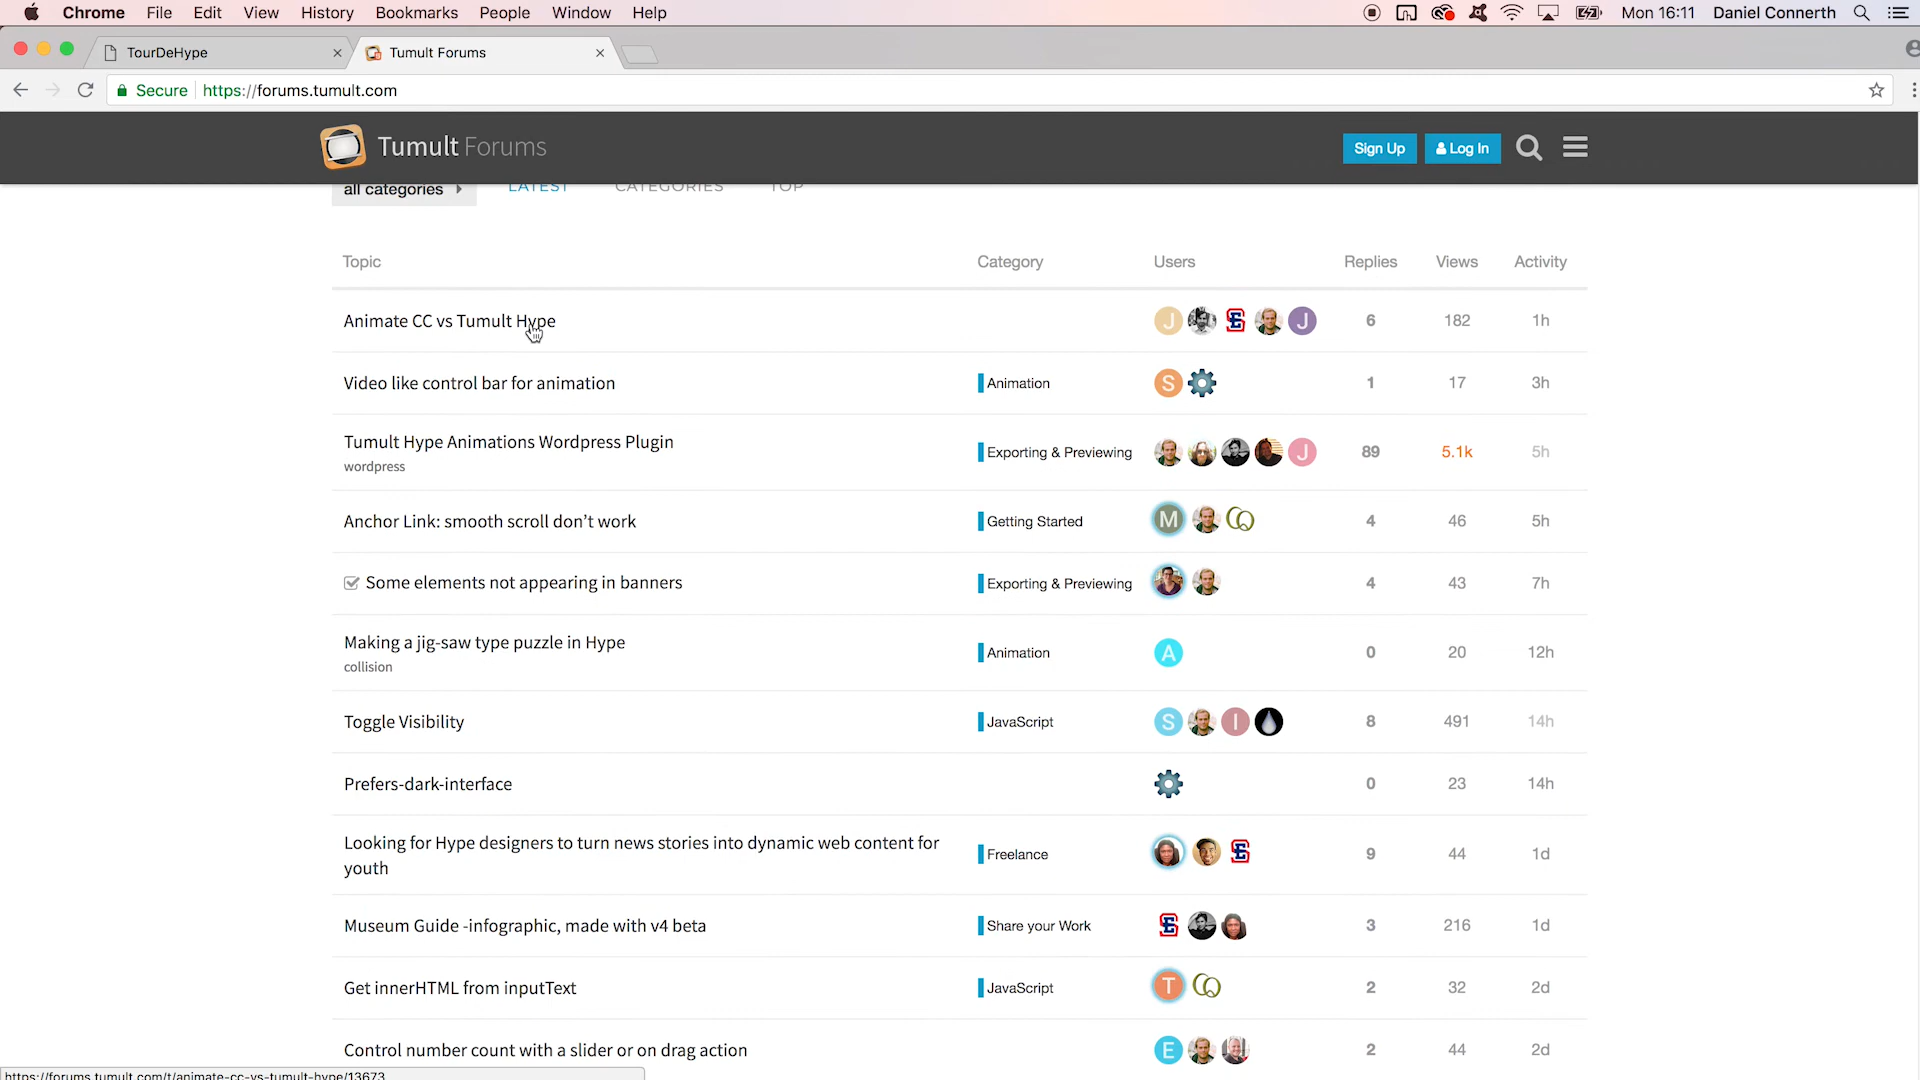 Chrome File Edit View History Bookmarks People Window Help Mon 16:11 Daniel Connerth
TourDeHype Tumult Forums
Secure https://forums.tumult.com
Tumult Forums Sign Up Log In
all categories LATEST CATEGORIES TOP
Topic Category Users Replies Views Activity
Animate CC vs Tumult Hype J J 6 182 1h
Video like control bar for animation Animation S 1 17 3h
Tumult Hype Animations Wordpress Plugin Exporting & Previewing J 89 5.1k 5h
wordpress
Anchor Link: smooth scroll don’t work Getting Started M 4 46 5h
Some elements not appearing in banners Exporting & Previewing 4 43 7h
Making a jig-saw type puzzle in Hype Animation A 0 20 12h
collision
Toggle Visibility JavaScript S I 8 491 14h
Prefers-dark-interface 0 23 14h
Looking for Hype designers to turn news stories into dynamic web content for Freelance 9 44 1d
youth
Museum Guide -infographic, made with v4 beta Share your Work 3 216 1d
Get innerHTML from inputText JavaScript T 2 32 2d
Control number count with a slider or on drag action E 2 44 2d
https://forums.tumult.com/t/animate-cc-vs-tumult-hype/13673